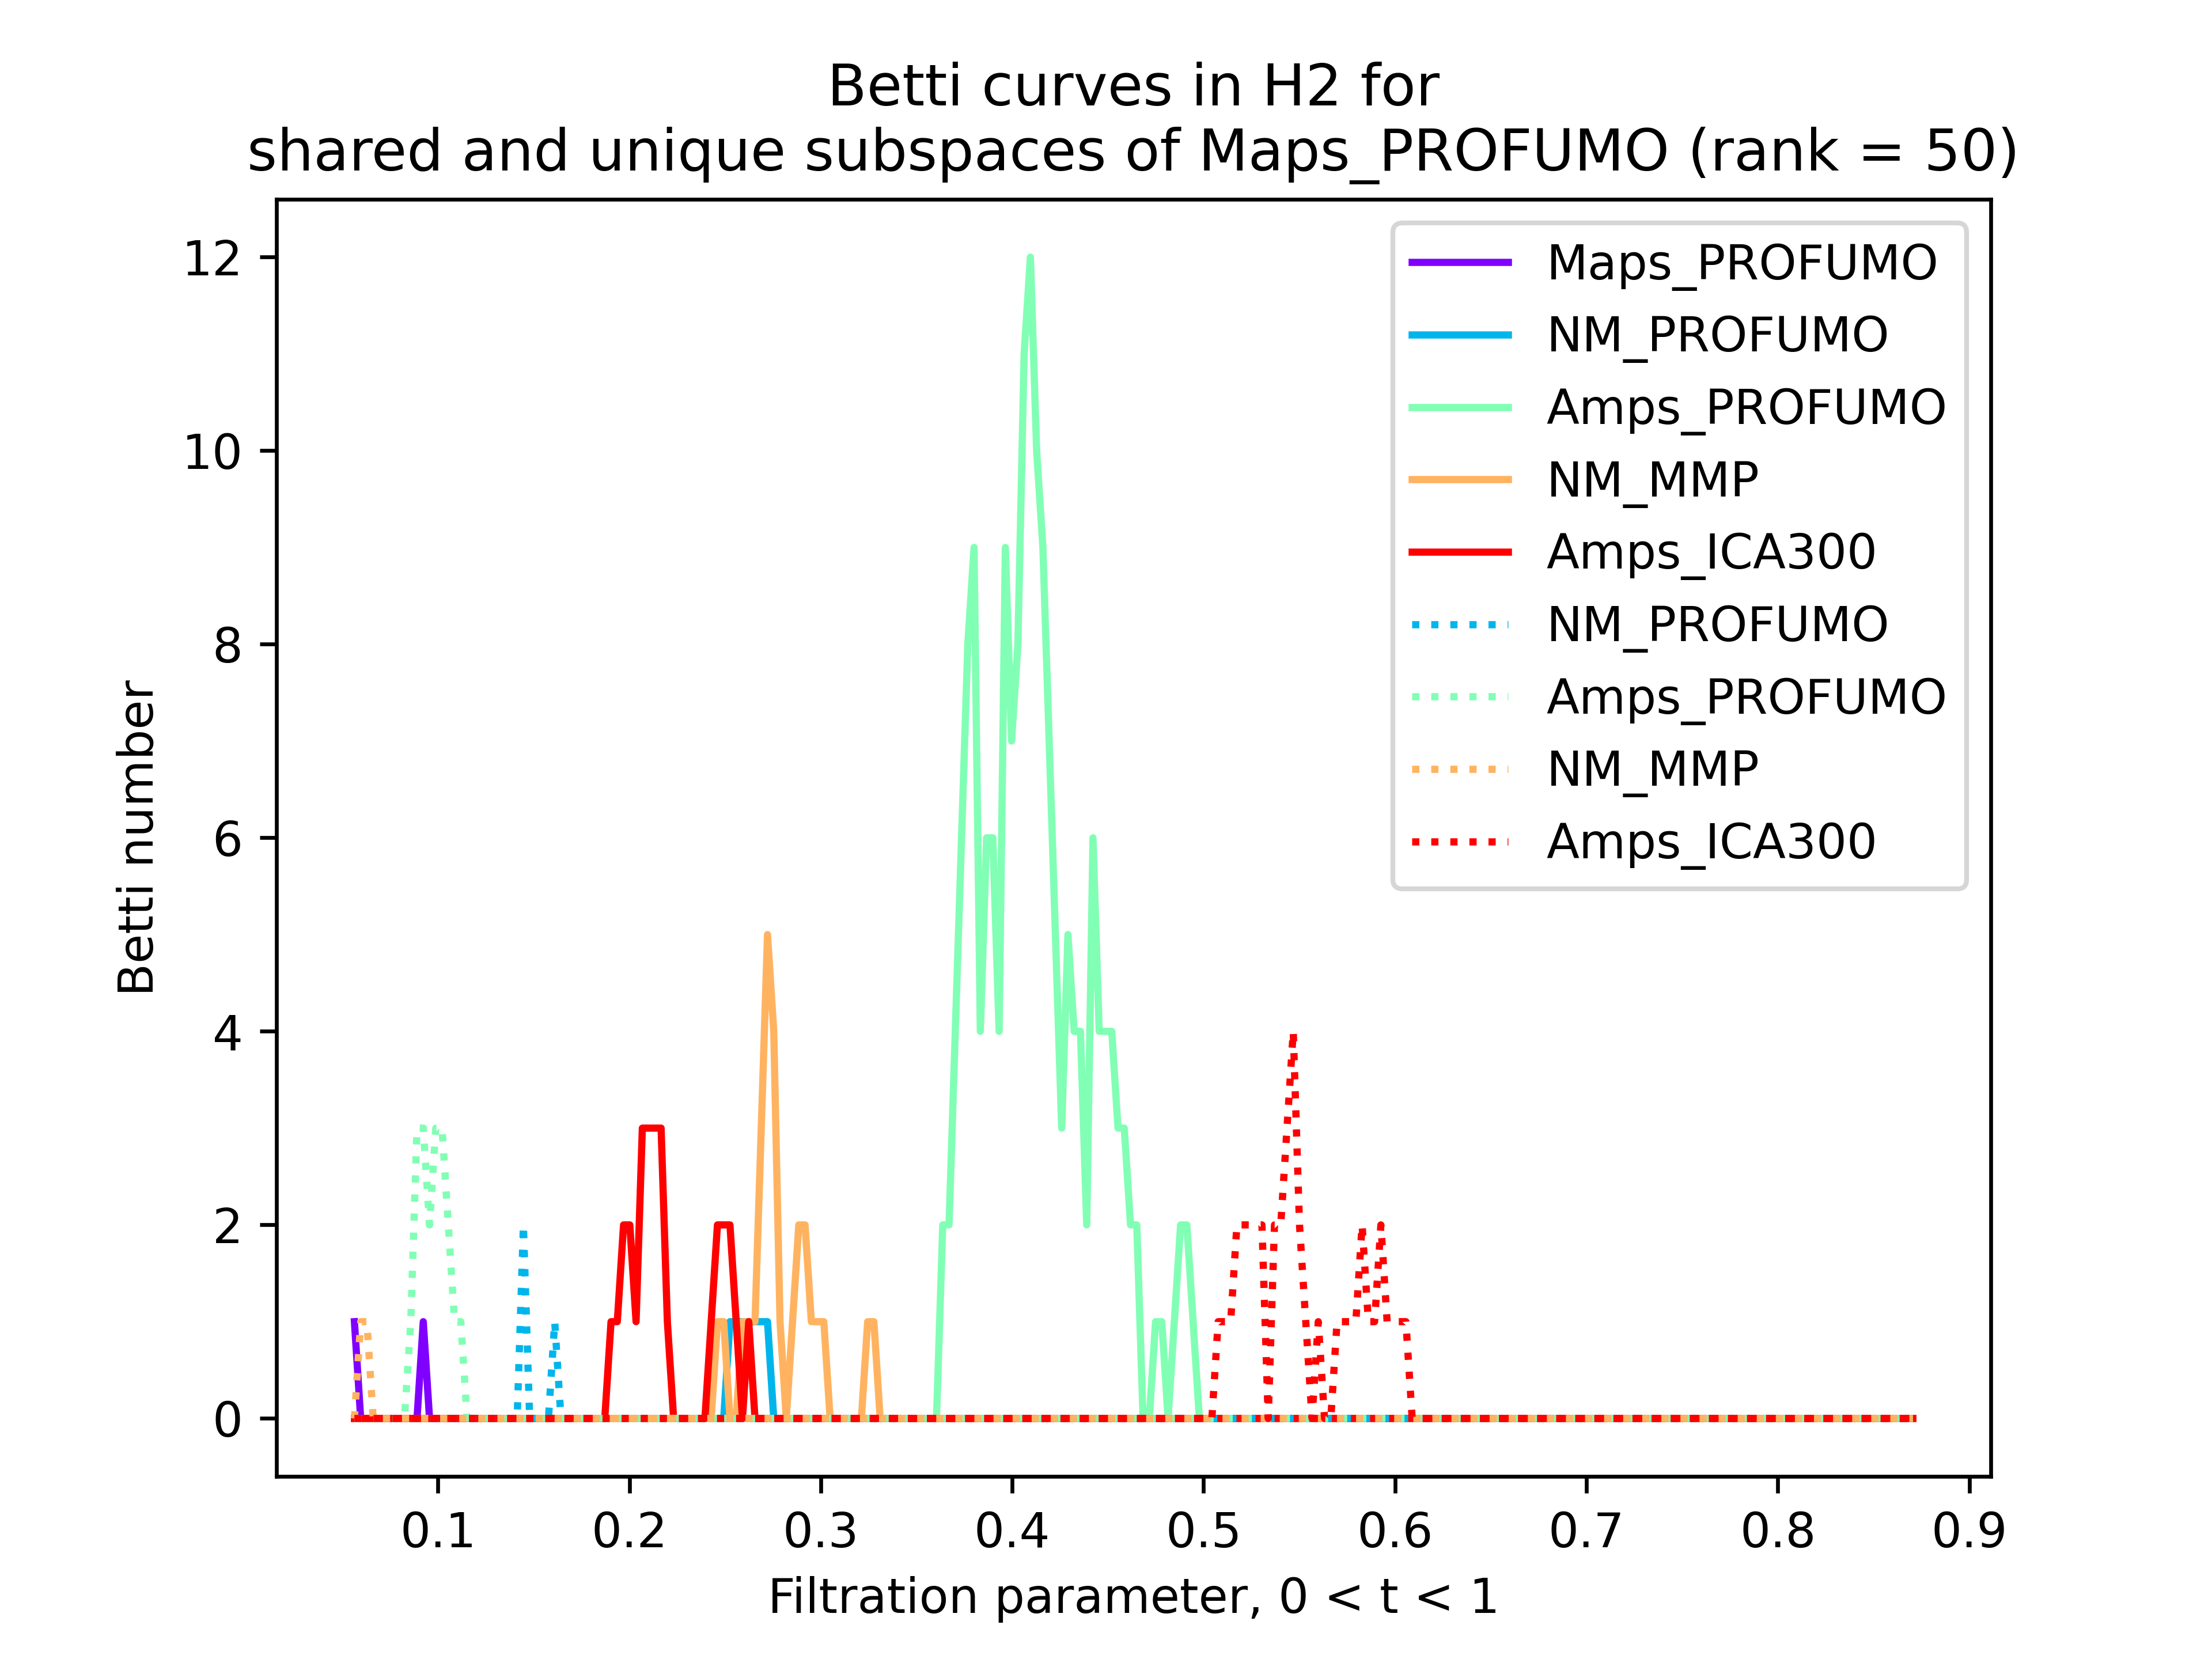 Betti curves in H2 for
shared and unique subspaces of Maps_PROFUMO (rank = 50)
12
10
8
6
4
2
0
Betti number
Maps_PROFUMO
NM_PROFUMO
Amps_PROFUMO
NM_MMP
Amps_ICA300
NM_PROFUMO
Amps_PROFUMO
NM_MMP
Amps_ICA300
0.1 0.2 0.3 0.4 0.5 0.6 0.7 0.8 0.9
Filtration parameter, 0 < t < 1